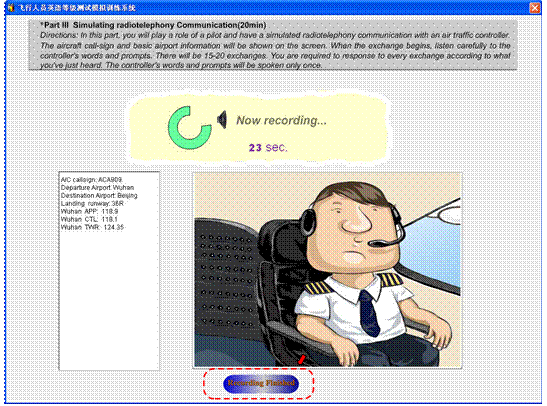 飞行人员英语等级测试模拟训练系统
*Part III Simulating radiotelephony Communication(20min)
Directions: In this part, you will play a role of a pilot and have a simulated radiotelephony communication with an air traffic controller.
The aircraft call-sign and basic airport information will be shown on the screen. When the exchange begins, listen carefully to the
controller's words and prompts. There will be 15-20 exchanges. You are required to response to every exchange according to what
you've just heard. The controller's words and prompts will be spoken only once.
Now recording...
23 sec.
A/C callsign: ACA909
Departure Airport: Wuhan
Destination Airport: Beijing
Landing runway: 36R
Wuhan APP: 118.9
Wuhan CTL: 118.1
Wuhan TWR: 124.35
Recording Finished